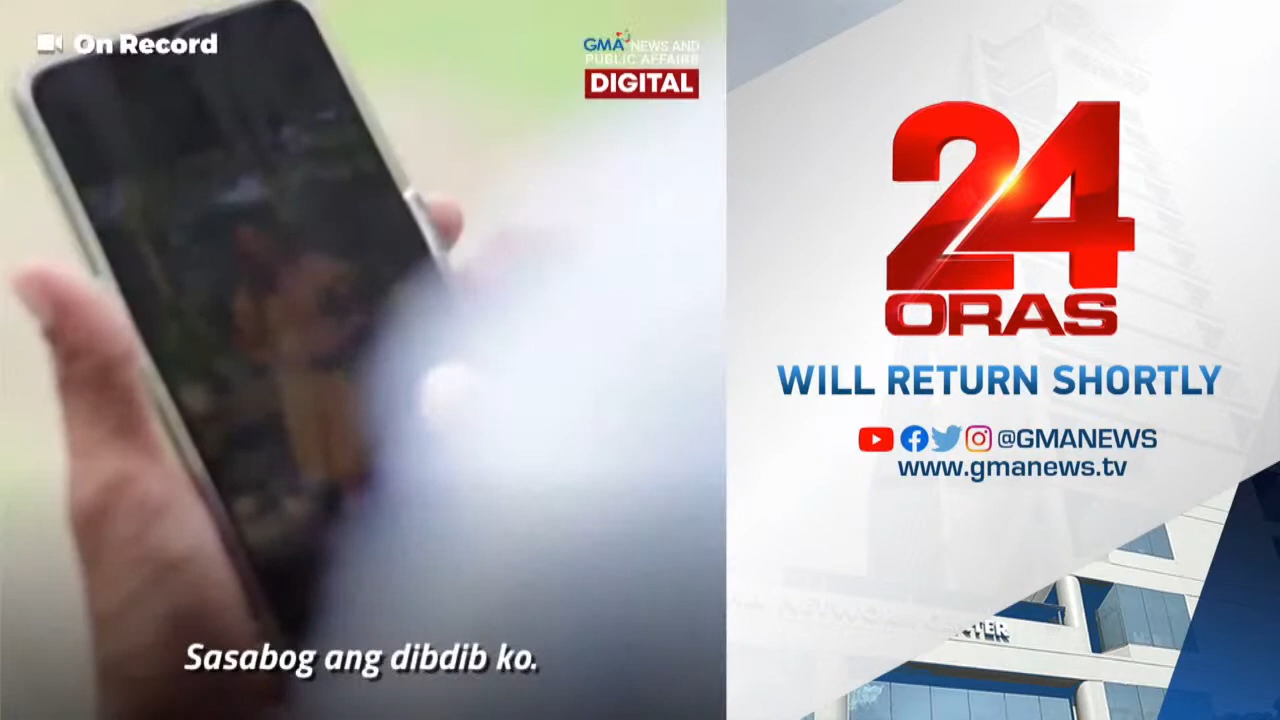 On Record
GMA NEWS AND
PUBLIC AFFAIRS
DIGITAL
Sasabog ang dibdib ko.
24
ORAS
WILL RETURN SHORTLY
@GMANEWS
www.gmanews.tv